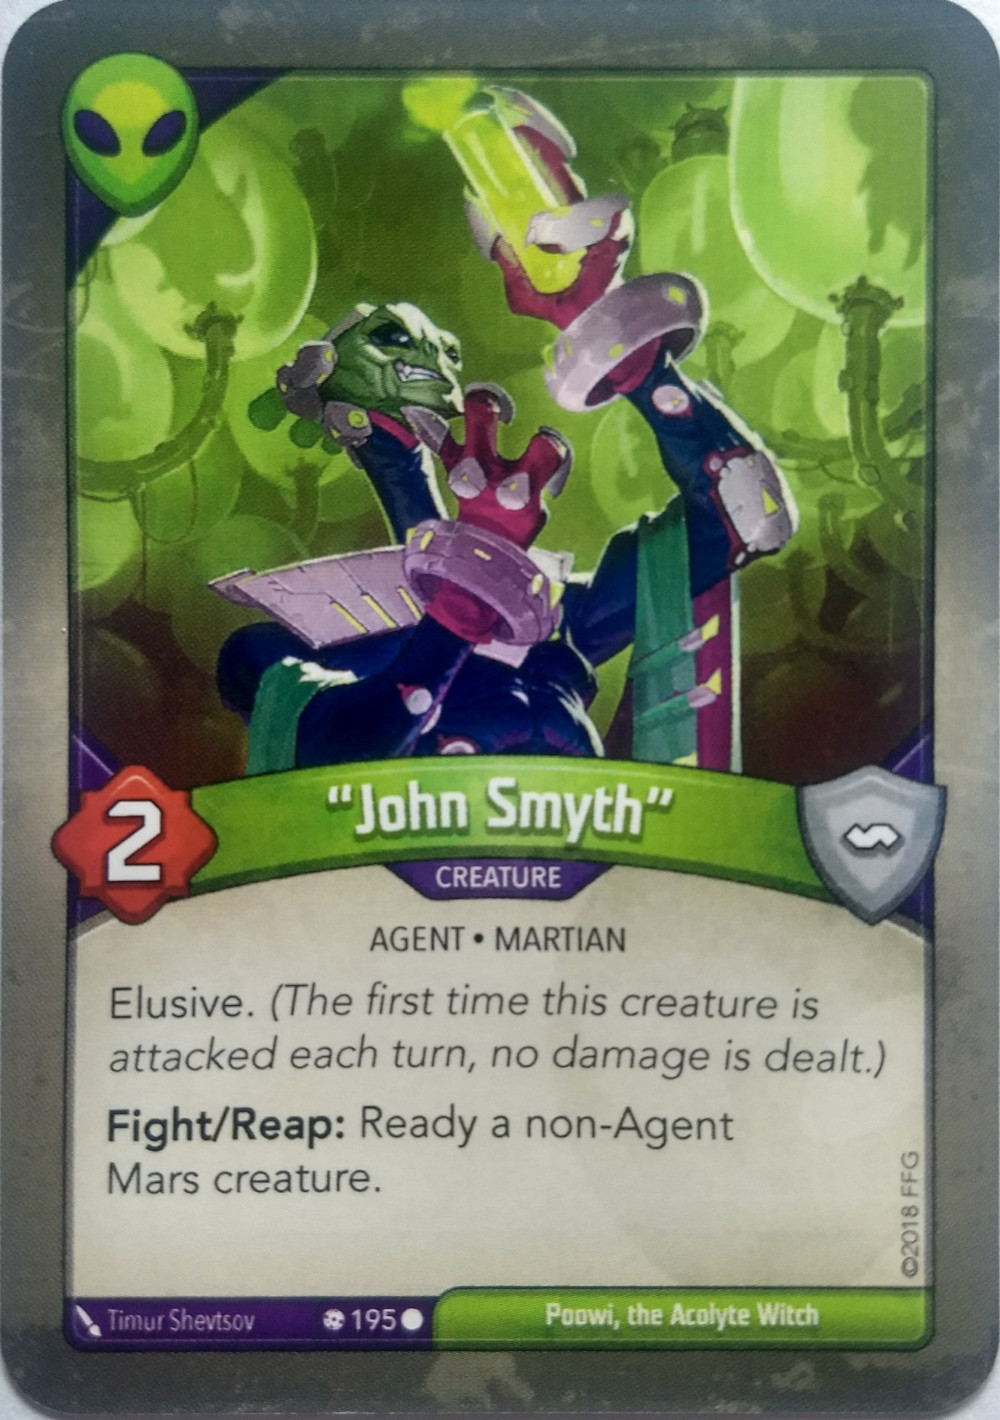 2
“John Smyth”
CREATURE
AGENT • MARTIAN
Elusive. (The first time this creature is
attacked each turn, no damage is dealt.)
Fight/Reap: Ready a non-Agent
Mars creature.
©2018 FFG
Timur Shevtsov
195
Poowi, the Acolyte Witch